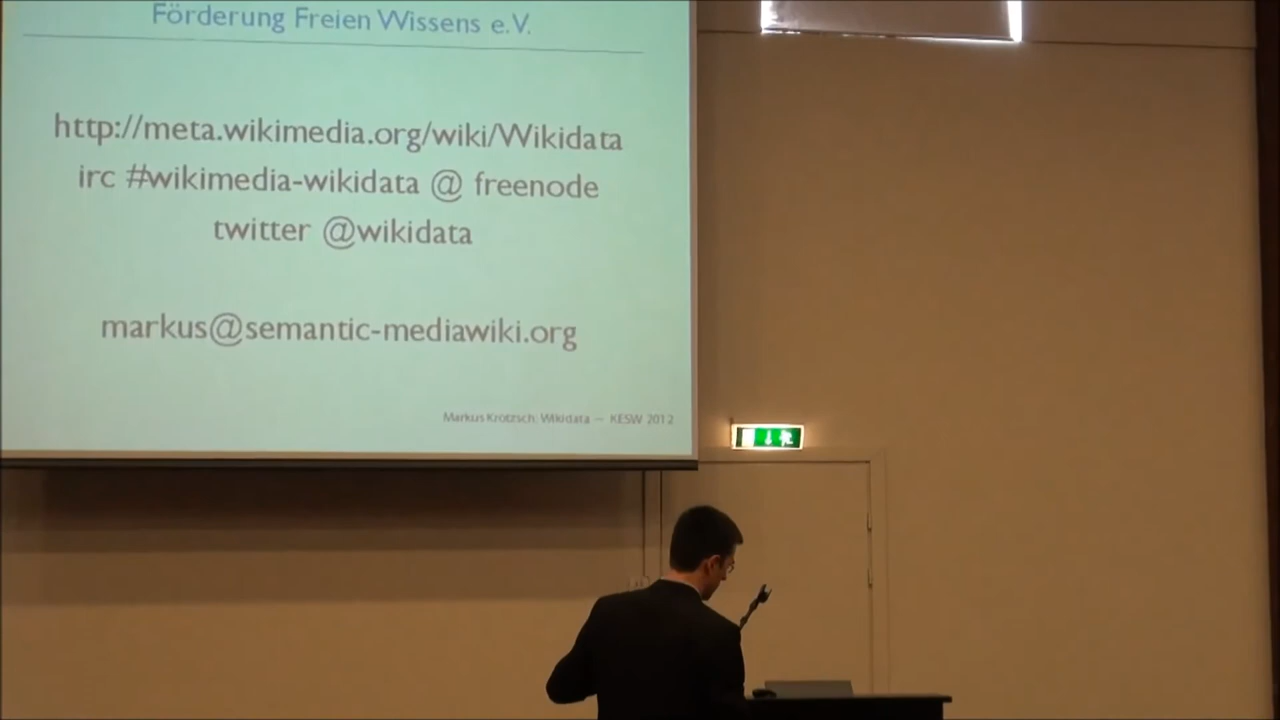 Förderung Freien Wissens e.V.
http://meta.wikimedia.org/wiki/Wikidata
irc #wikimedia-wikidata @ freenode
twitter @wikidata
markus@semantic-mediawiki.org
Markus Krötzsch: Wikidata — KESW 2012